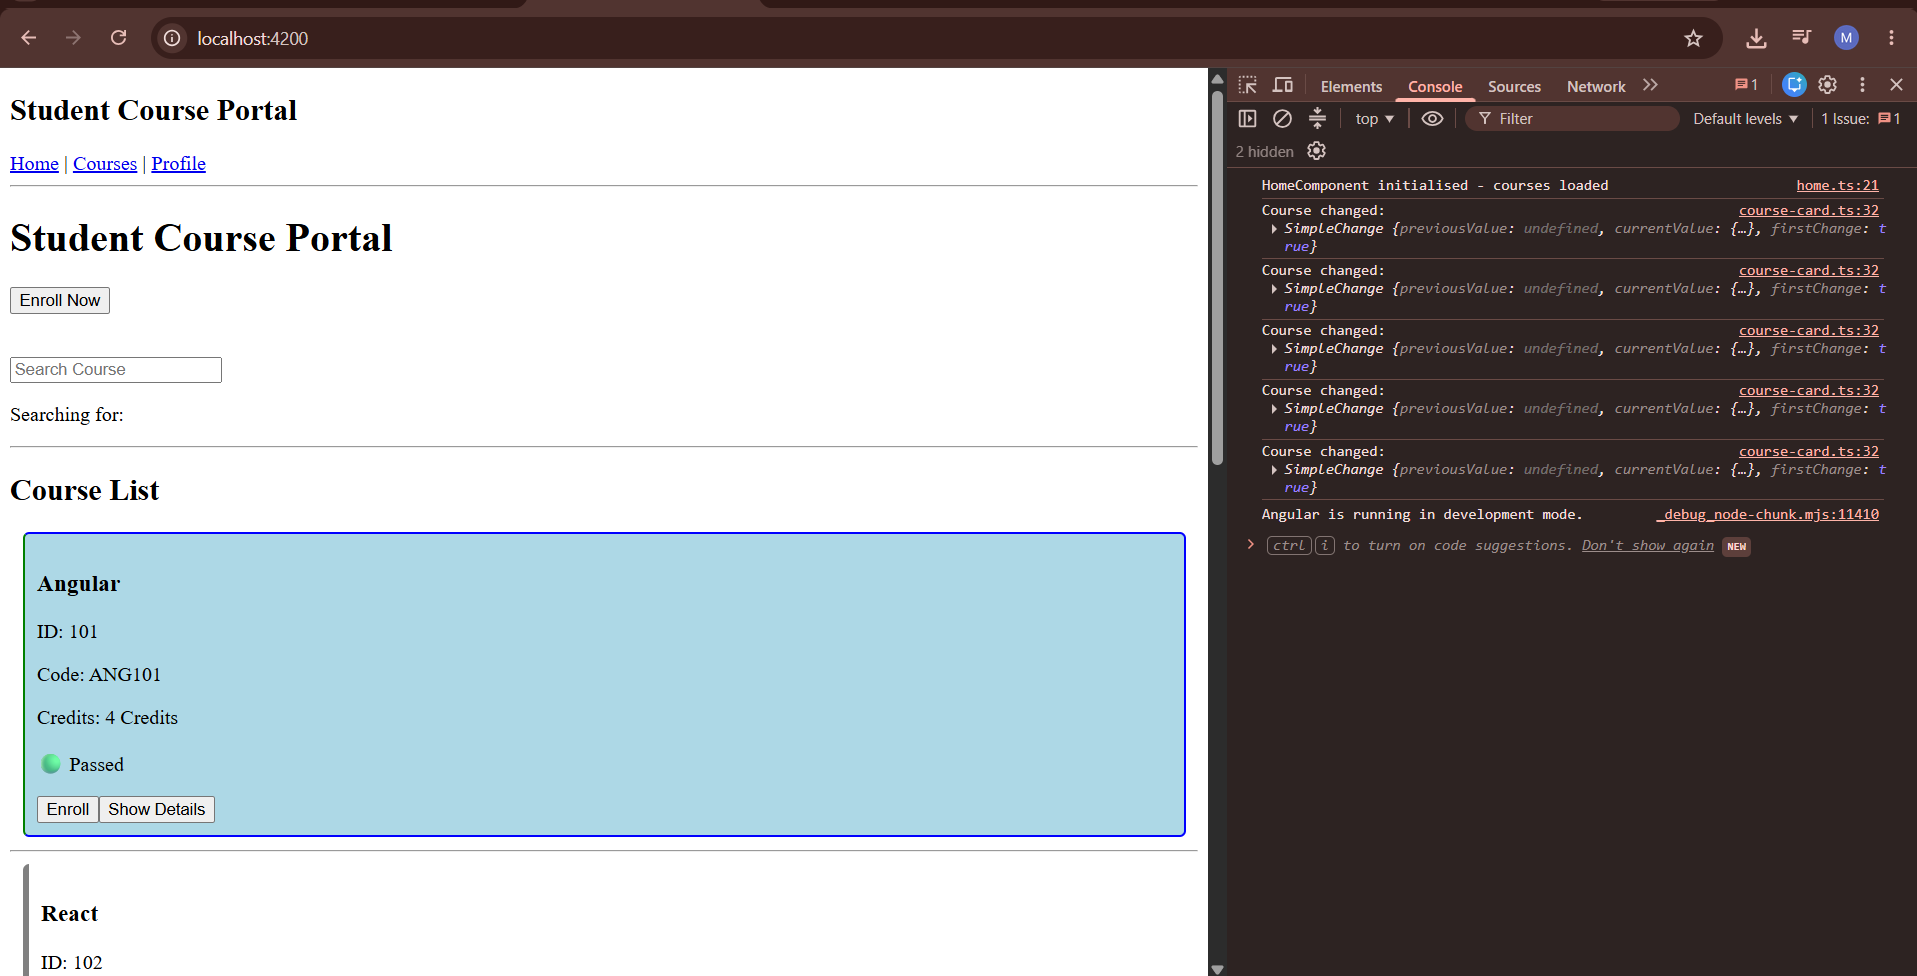 localhost:4200
M
Student Course Portal
Home | Courses | Profile
Student Course Portal
Enroll Now
Search Course
Searching for:
Course List
Angular
ID: 101
Code: ANG101
Credits: 4 Credits
Passed
Enroll Show Details
React
ID: 102
Elements Console Sources Network 1
top Filter Default levels 1 Issue: 1
2 hidden
HomeComponent initialised - courses loaded home.ts:21
Course changed: course-card.ts:32
SimpleChange {previousValue: undefined, currentValue: {…}, firstChange: t
rue}
Course changed: course-card.ts:32
SimpleChange {previousValue: undefined, currentValue: {…}, firstChange: t
rue}
Course changed: course-card.ts:32
SimpleChange {previousValue: undefined, currentValue: {…}, firstChange: t
rue}
Course changed: course-card.ts:32
SimpleChange {previousValue: undefined, currentValue: {…}, firstChange: t
rue}
Course changed: course-card.ts:32
SimpleChange {previousValue: undefined, currentValue: {…}, firstChange: t
rue}
Angular is running in development mode. _debug_node-chunk.mjs:11410
ctrl i to turn on code suggestions. Don't show again NEW